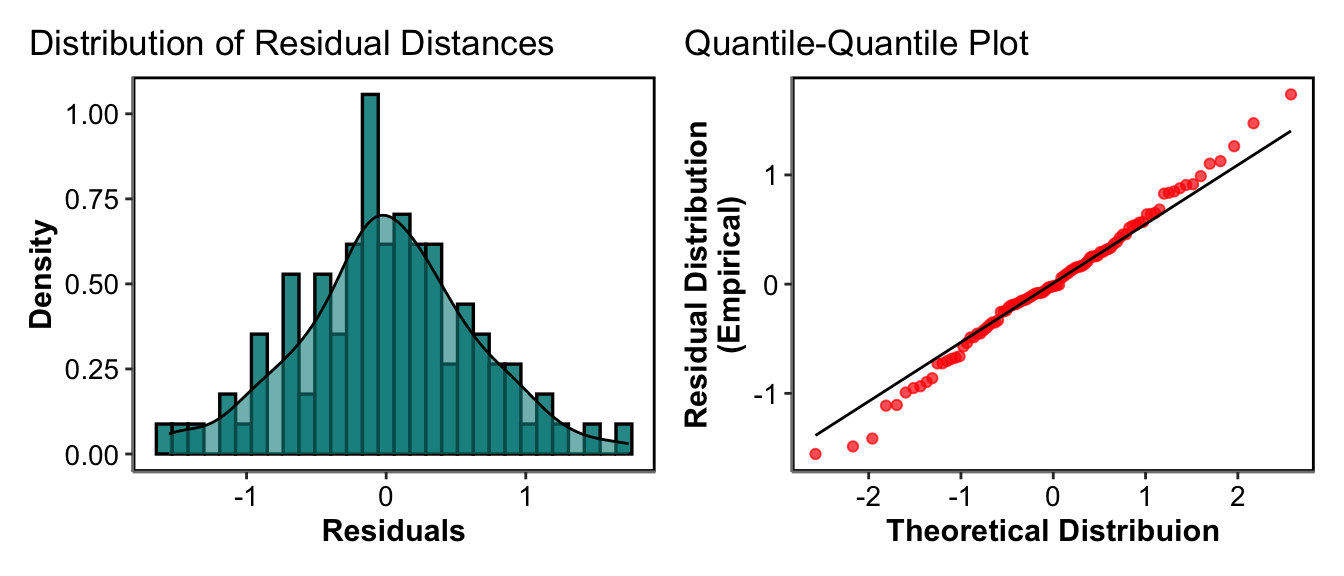 Distribution of Residual Distances
1.00
0.75
0.50
0.25
0.00
Density
-1
0
1
Residuals
Quantile-Quantile Plot
Residual Distribution
(Empirical)
1
0
-1
-2
-1
0
1
2
Theoretical Distribuion